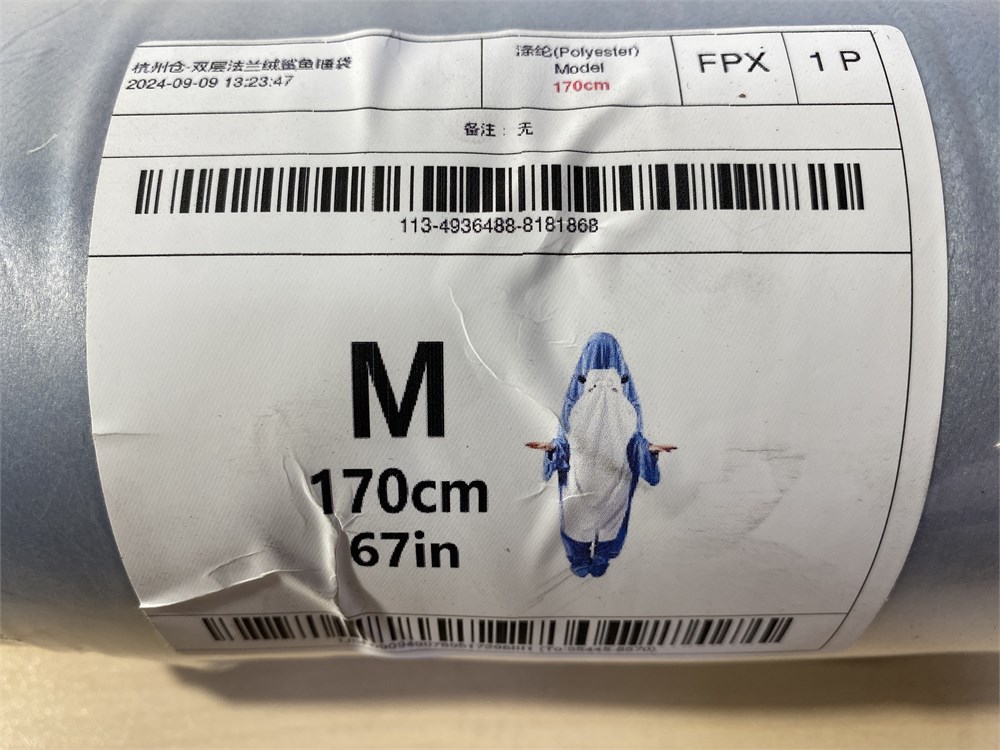 杭州仓-双层法兰绒鲨鱼睡袋
2024-09-09 13:23:47
涤纶(Polyester)
Model
170cm
FPX
1 P
备注：无
113-4936488-8181868
M
170cm
67in